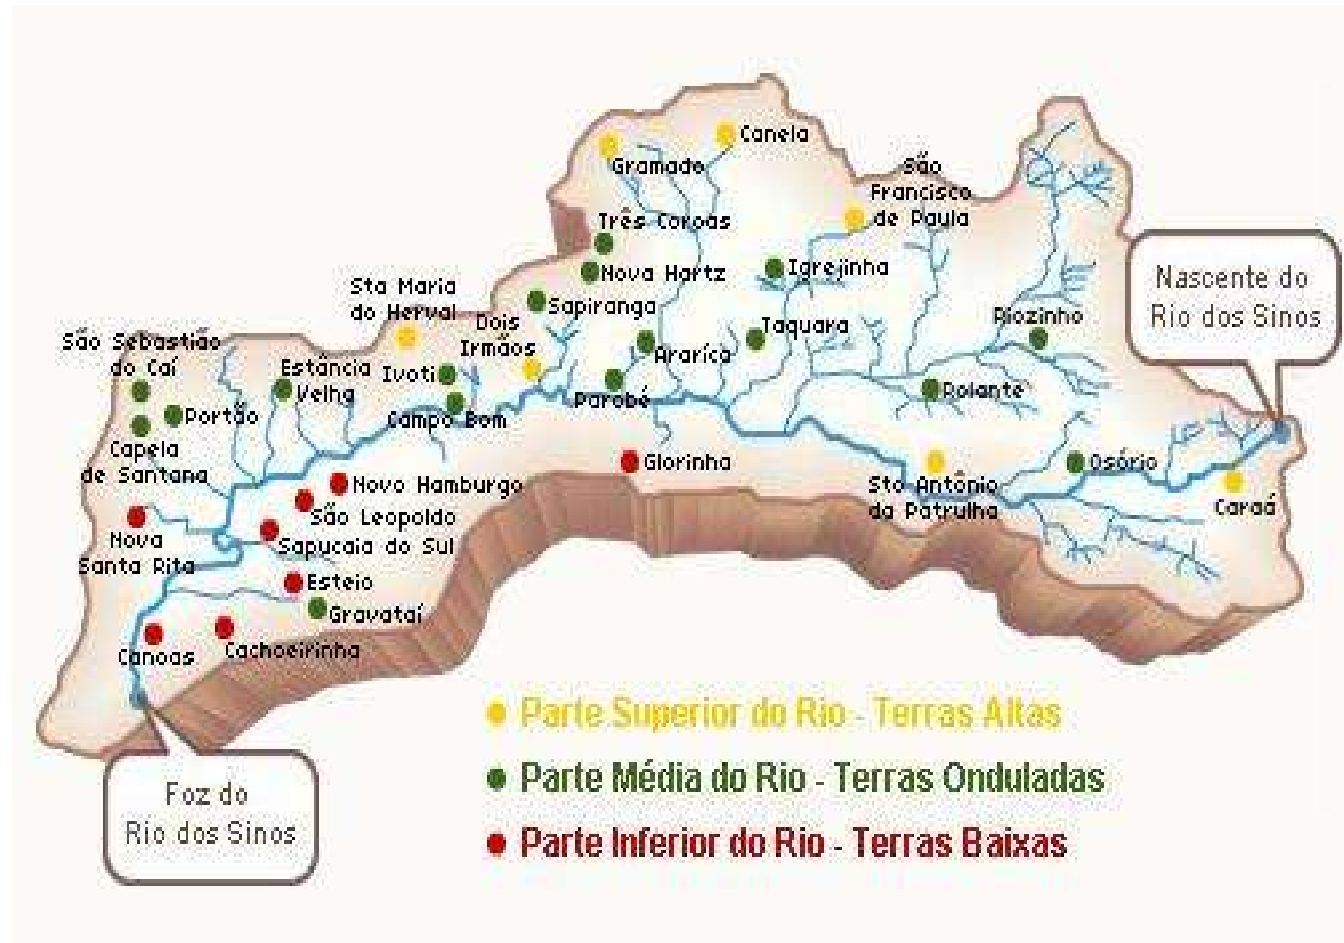 Canela
Gramado
São
Francisco
de Paula
Três Coroas
Nova Hartz
Igrejinha
Nascente do
Rio dos Sinos
Sta Maria
do Herval
Sapiranga
Dois
Irmãos
Taquara
Riozinho
São Sebastião
do Caí
Araríca
Estância
Velha
Ivoti
Parobé
Rolante
Portão
Campo Bom
Capela
de Santana
Glorinha
Osório
Novo Hamburgo
Sto Antônio
da Patrulha
Caraá
São Leopoldo
Nova
Santa Rita
Sapucaia do Sul
Esteio
Gravataí
Canoas
Cachoeirinha
Parte Superior do Rio - Terras Altas
Parte Média do Rio - Terras Onduladas
Parte Inferior do Rio - Terras Baixas
Foz do
Rio dos Sinos